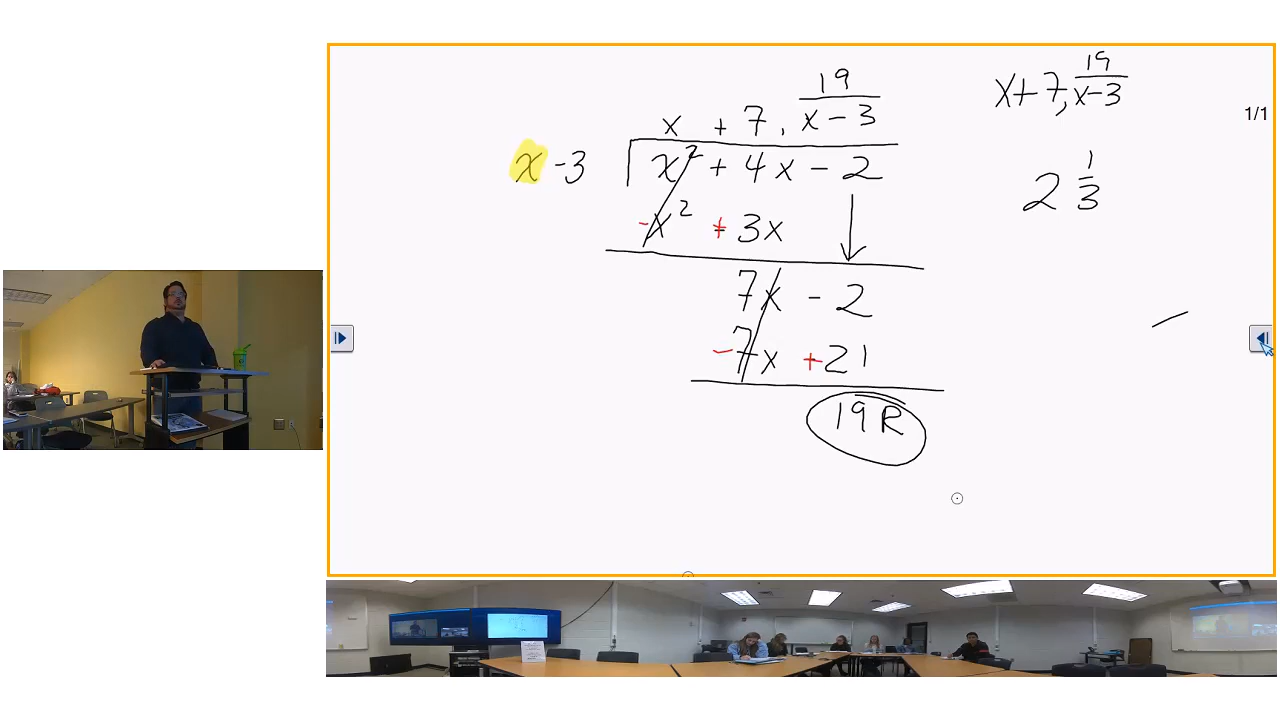 x + 7, 19/(x - 3)
x - 3 x² + 4x - 2
- x² + 3x
7x - 2
- 7x + 21
19 R
x + 7, 19/(x - 3)
2 1/3
1/1